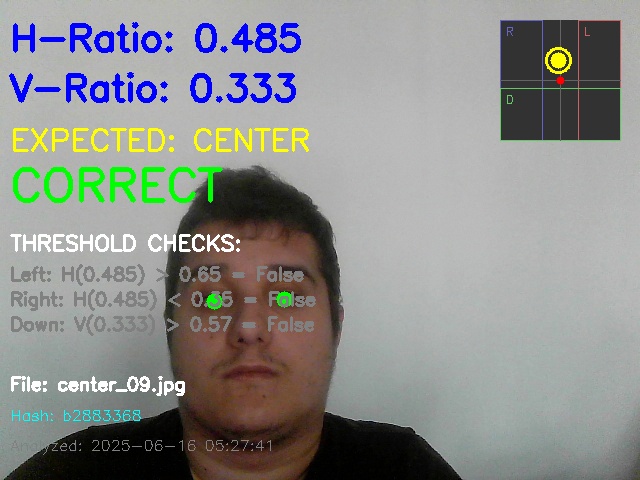 H-Ratio: 0.485
V-Ratio: 0.333
EXPECTED: CENTER
CORRECT
THRESHOLD CHECKS:
Left: H(0.485) > 0.65 = False
Right: H(0.485) < 0.35 = False
Down: V(0.333) > 0.57 = False
File: center_09.jpg
Hash: b2883368
Analyzed: 2025-06-16 05:27:41
R L
D